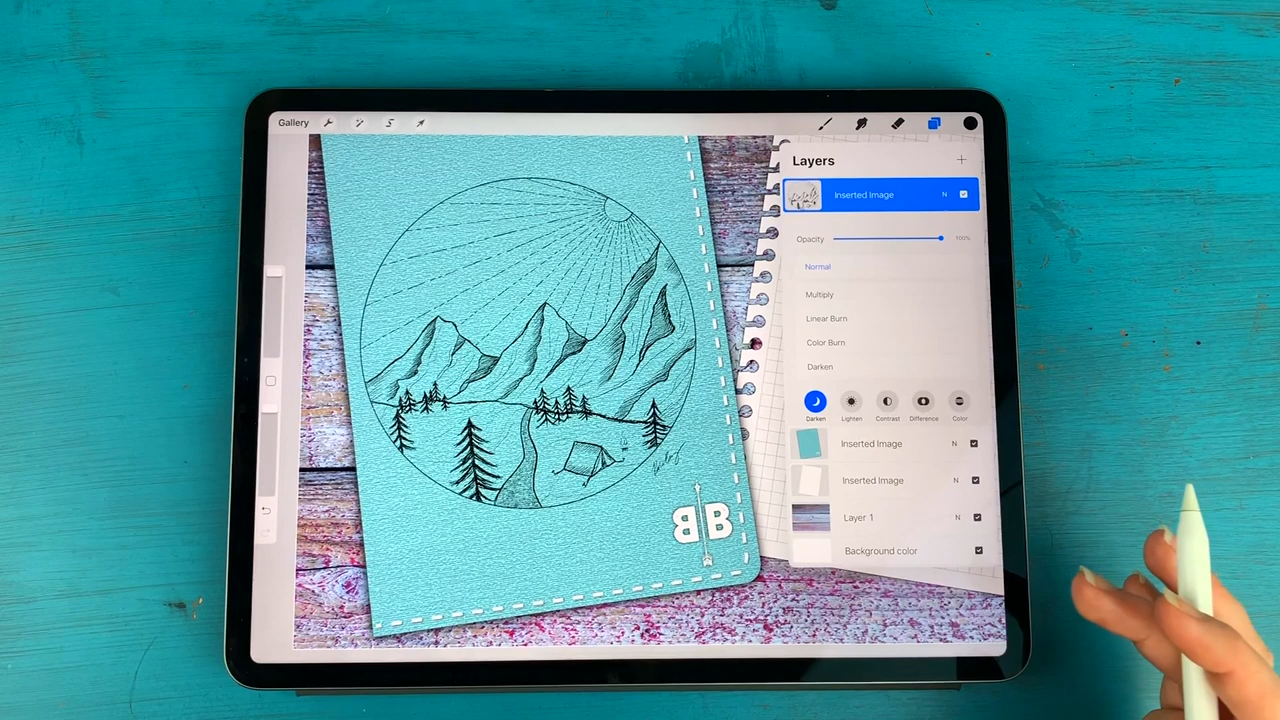 Gallery
Layers
Inserted Image N
Opacity 100%
Normal
Multiply
Linear Burn
Color Burn
Darken
Darken Lighten Contrast Difference Color
Inserted Image N
Inserted Image N
Layer 1 N
Background color
B B